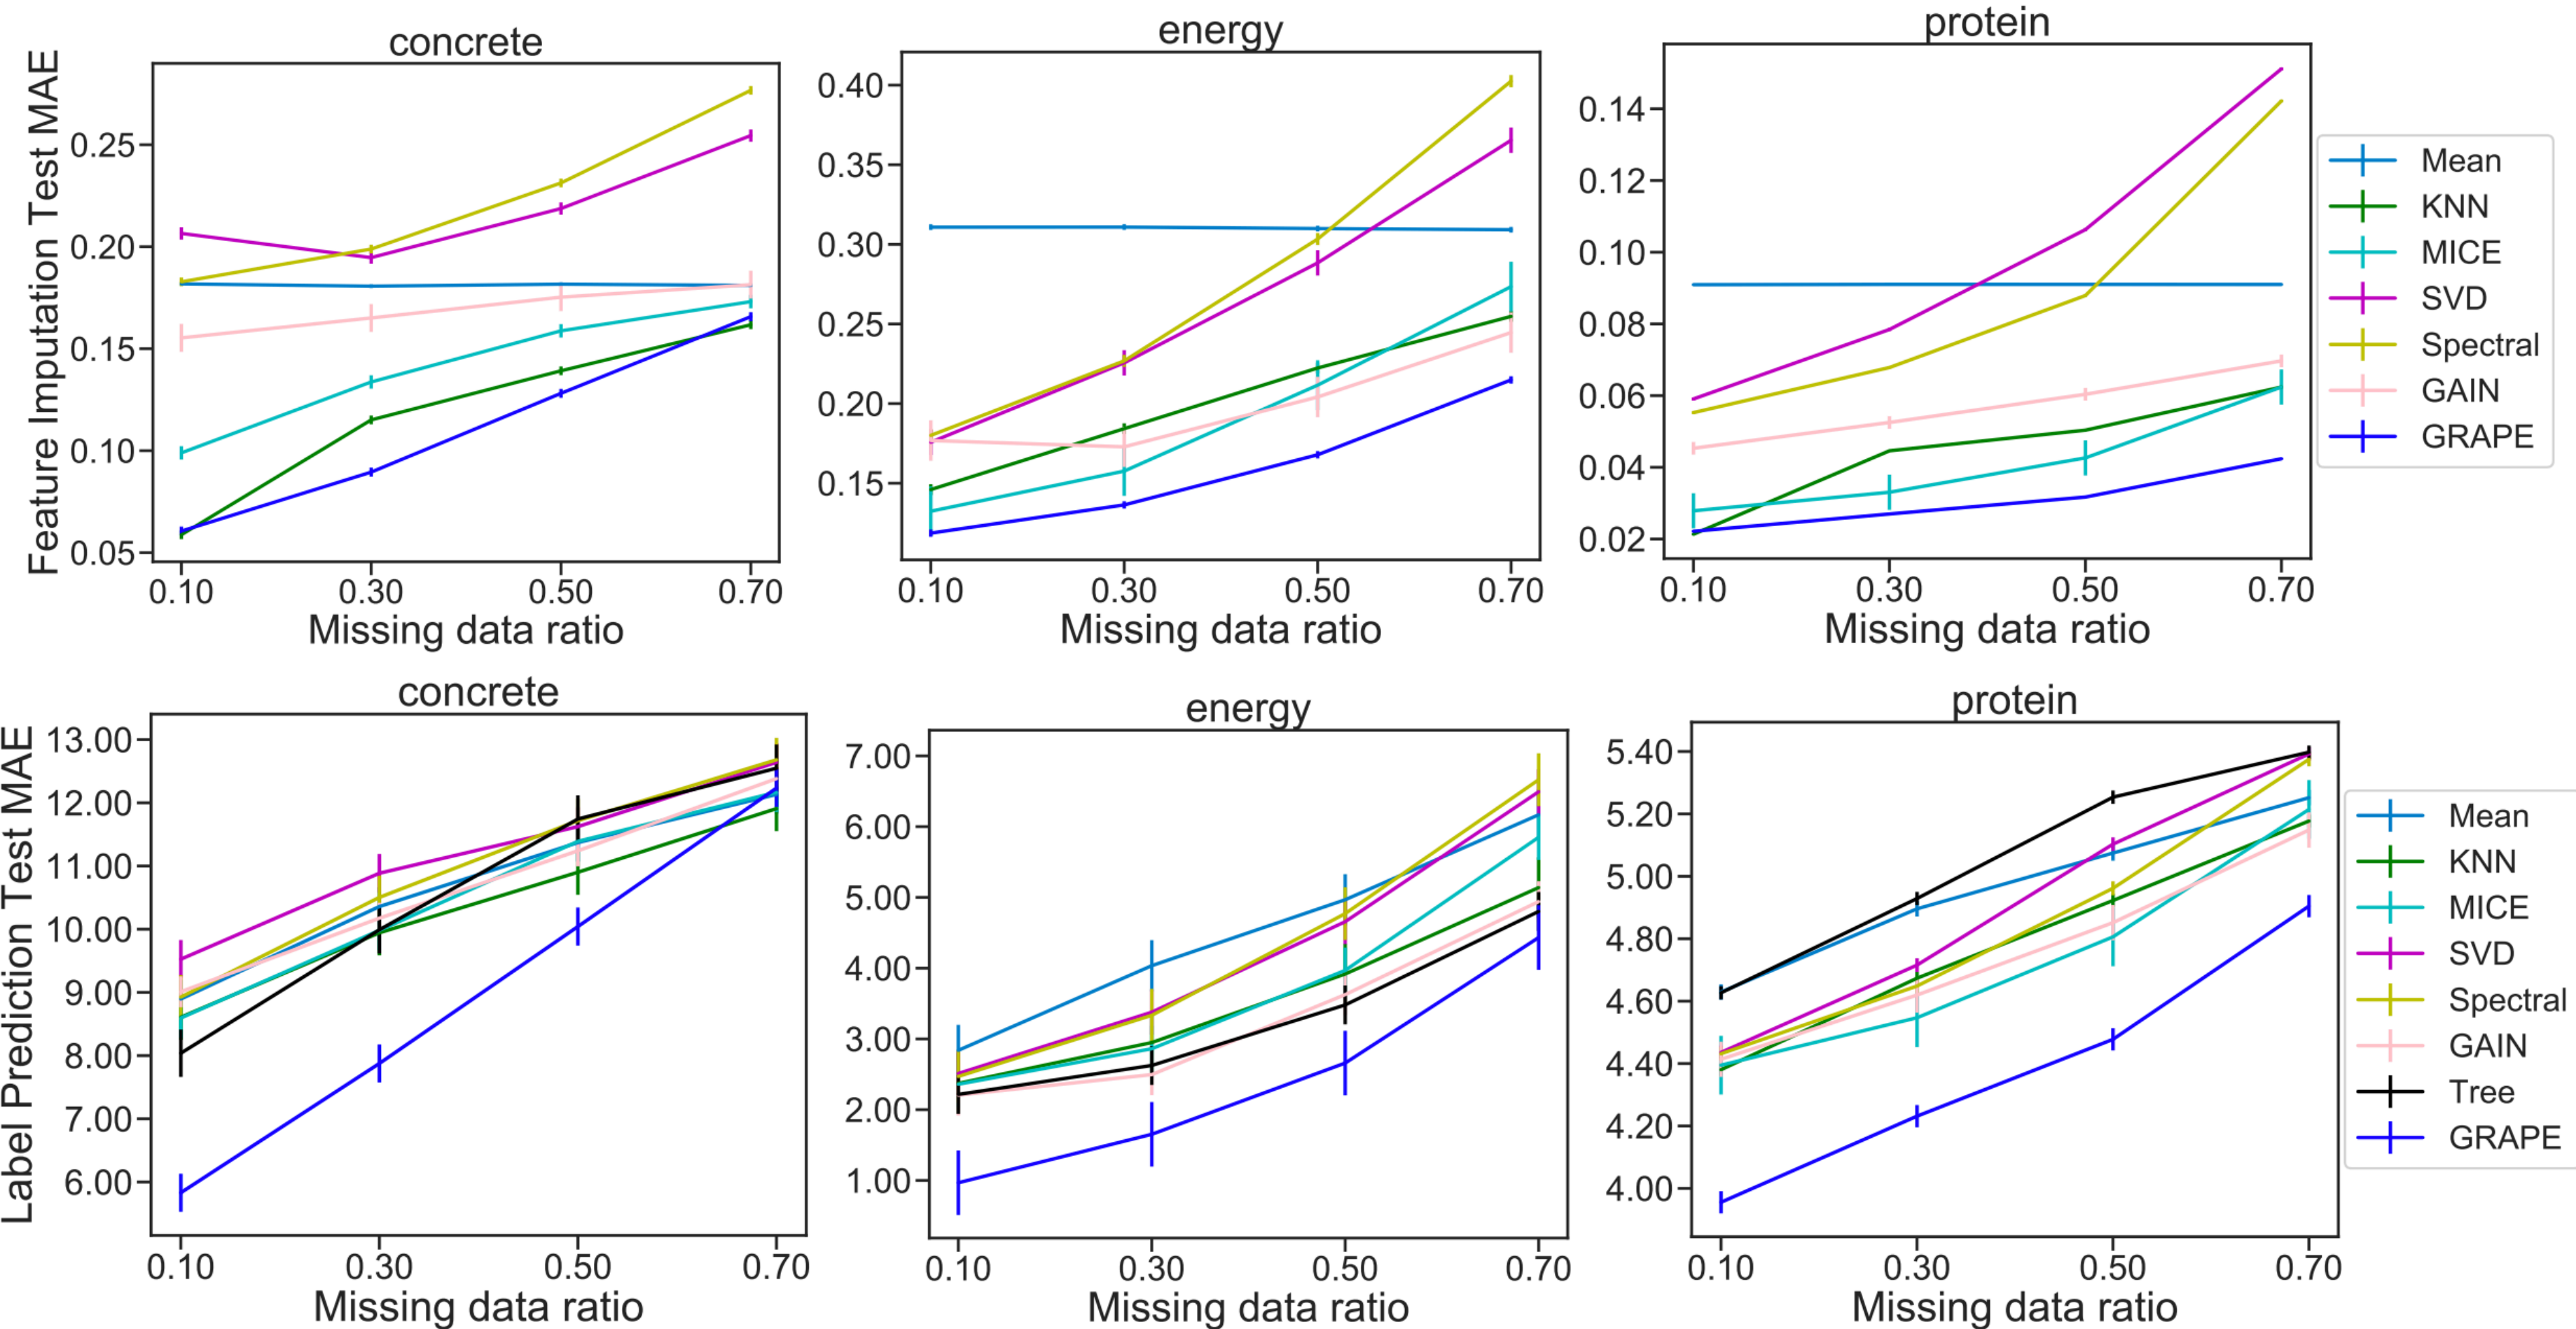 concrete
energy
protein
Feature Imputation Test MAE
0.25
0.20
0.15
0.10
0.05
0.10 0.30 0.50 0.70
Missing data ratio
0.40
0.35
0.30
0.25
0.20
0.15
0.10 0.30 0.50 0.70
Missing data ratio
0.14
0.12
0.10
0.08
0.06
0.04
0.02
0.10 0.30 0.50 0.70
Missing data ratio
Mean
KNN
MICE
SVD
Spectral
GAIN
GRAPE
concrete
energy
protein
Label Prediction Test MAE
13.00
12.00
11.00
10.00
9.00
8.00
7.00
6.00
0.10 0.30 0.50 0.70
Missing data ratio
7.00
6.00
5.00
4.00
3.00
2.00
1.00
0.10 0.30 0.50 0.70
Missing data ratio
5.40
5.20
5.00
4.80
4.60
4.40
4.20
4.00
0.10 0.30 0.50 0.70
Missing data ratio
Mean
KNN
MICE
SVD
Spectral
GAIN
Tree
GRAPE